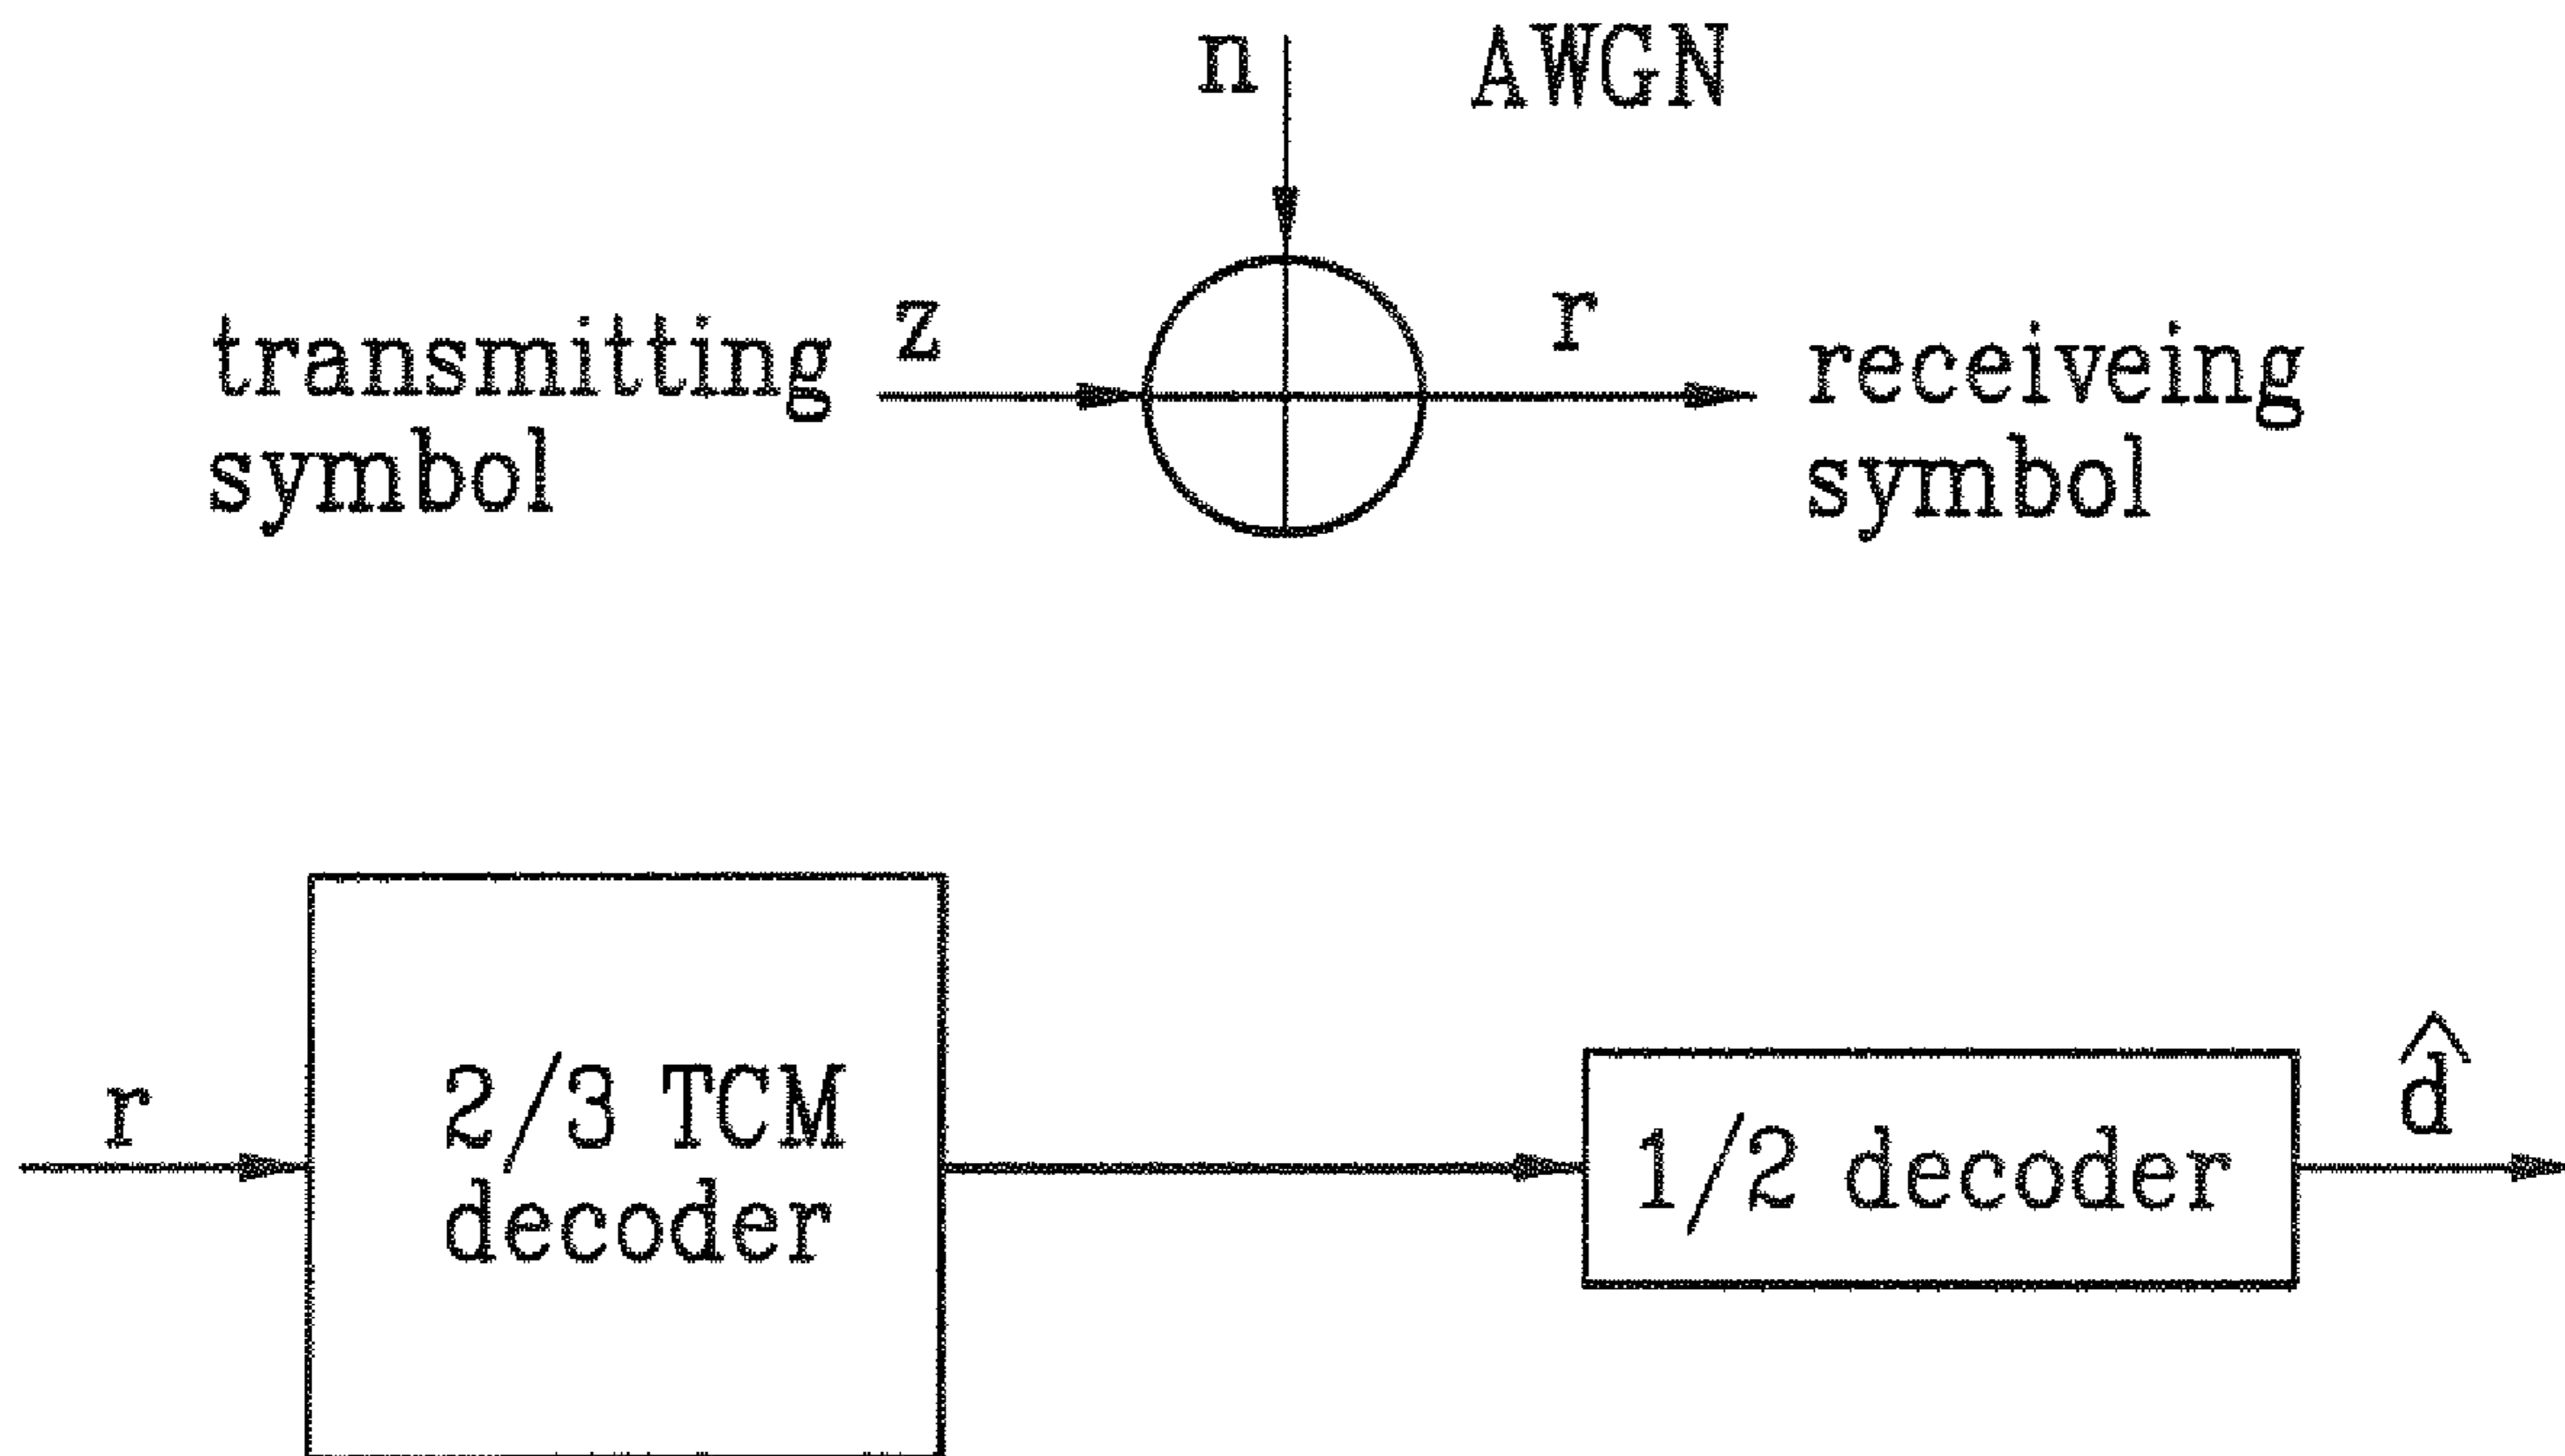 n AWGN
transmitting z r receiveing
symbol symbol
r 2/3 TCM
decoder
1/2 decoder
d̂